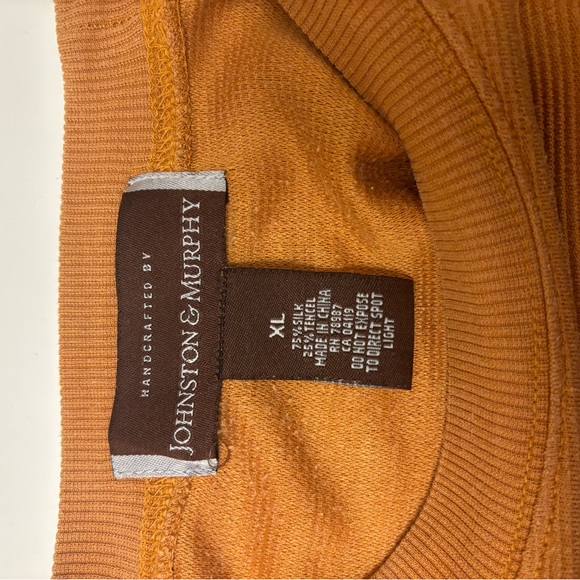 HANDCRAFTED BY
JOHNSTON & MURPHY
XL
75% SILK
25% TENCEL
MADE IN CHINA
RN 78987
CA 04119
DO NOT EXPOSE
TO DIRECT SPOT
LIGHT